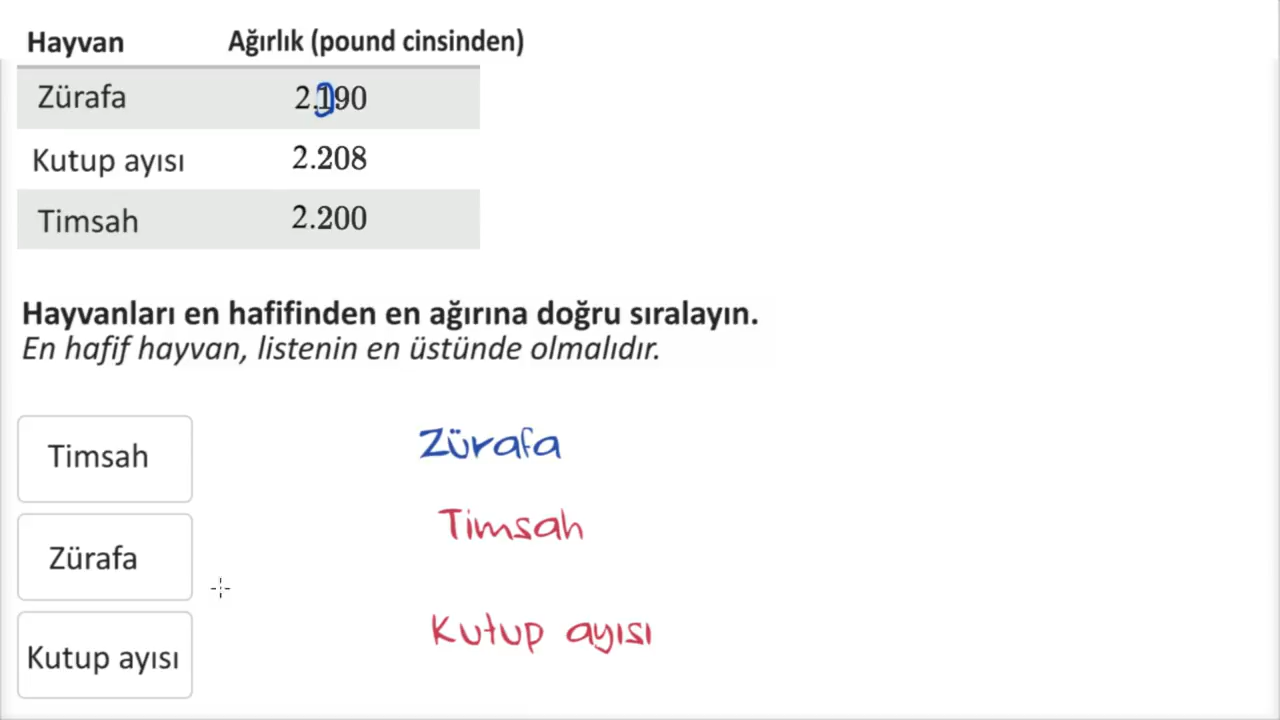 Hayvan Ağırlık (pound cinsinden)
Zürafa 2.190
Kutup ayısı 2.208
Timsah 2.200
Hayvanları en hafifinden en ağırına doğru sıralayın.
En hafif hayvan, listenin en üstünde olmalıdır.
Timsah Zürafa
Zürafa Timsah
Kutup ayısı Kutup ayısı